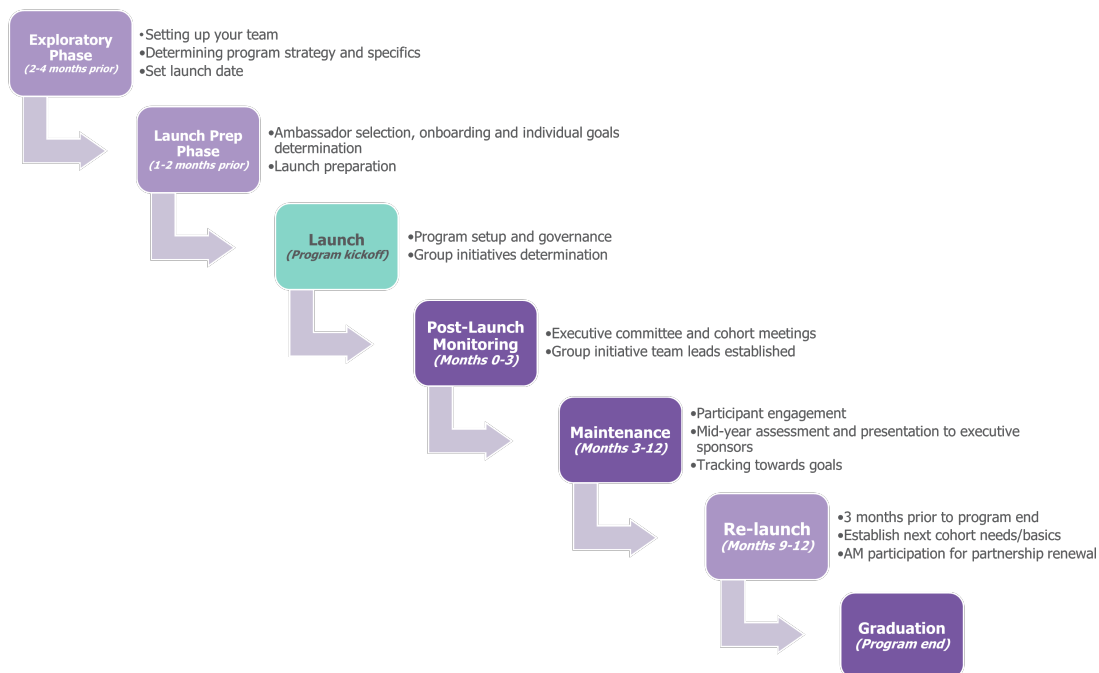 Exploratory
Phase
(2-4 months prior)
•Setting up your team
•Determining program strategy and specifics
•Set launch date
Launch Prep
Phase
(1-2 months prior)
•Ambassador selection, onboarding and individual goals
determination
•Launch preparation
Launch
(Program kickoff)
•Program setup and governance
•Group initiatives determination
Post-Launch
Monitoring
(Months 0-3)
•Executive committee and cohort meetings
•Group initiative team leads established
Maintenance
(Months 3-12)
•Participant engagement
•Mid-year assessment and presentation to executive
sponsors
•Tracking towards goals
Re-launch
(Months 9-12)
•3 months prior to program end
•Establish next cohort needs/basics
•AM participation for partnership renewal
Graduation
(Program end)